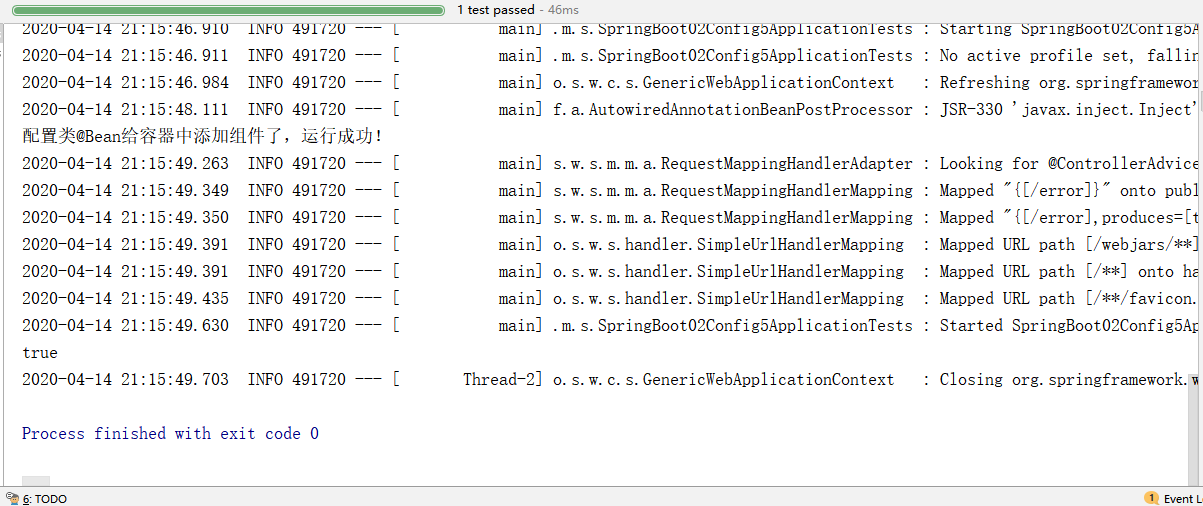 1 test passed - 46ms
2020-04-14 21:15:46.910  INFO 491720 --- [           main] .m.s.SpringBoot02Config5ApplicationTests : Starting SpringBoot02Config5A
2020-04-14 21:15:46.911  INFO 491720 --- [           main] .m.s.SpringBoot02Config5ApplicationTests : No active profile set, fallin
2020-04-14 21:15:46.984  INFO 491720 --- [           main] o.s.w.c.s.GenericWebApplicationContext   : Refreshing org.springframewor
2020-04-14 21:15:48.111  INFO 491720 --- [           main] f.a.AutowiredAnnotationBeanPostProcessor : JSR-330 'javax.inject.Inject'
配置类@Bean给容器中添加组件了，运行成功！
2020-04-14 21:15:49.263  INFO 491720 --- [           main] s.w.s.m.m.a.RequestMappingHandlerAdapter : Looking for @ControllerAdvice
2020-04-14 21:15:49.349  INFO 491720 --- [           main] s.w.s.m.m.a.RequestMappingHandlerMapping : Mapped "{[/error]}" onto publ
2020-04-14 21:15:49.350  INFO 491720 --- [           main] s.w.s.m.m.a.RequestMappingHandlerMapping : Mapped "{[/error],produces=[t
2020-04-14 21:15:49.391  INFO 491720 --- [           main] o.s.w.s.handler.SimpleUrlHandlerMapping  : Mapped URL path [/webjars/**]
2020-04-14 21:15:49.391  INFO 491720 --- [           main] o.s.w.s.handler.SimpleUrlHandlerMapping  : Mapped URL path [/**] onto ha
2020-04-14 21:15:49.435  INFO 491720 --- [           main] o.s.w.s.handler.SimpleUrlHandlerMapping  : Mapped URL path [/**/favicon.
2020-04-14 21:15:49.630  INFO 491720 --- [           main] .m.s.SpringBoot02Config5ApplicationTests : Started SpringBoot02Config5Ap
true
2020-04-14 21:15:49.703  INFO 491720 --- [       Thread-2] o.s.w.c.s.GenericWebApplicationContext   : Closing org.springframework.w
Process finished with exit code 0
6: TODO
1 Event L